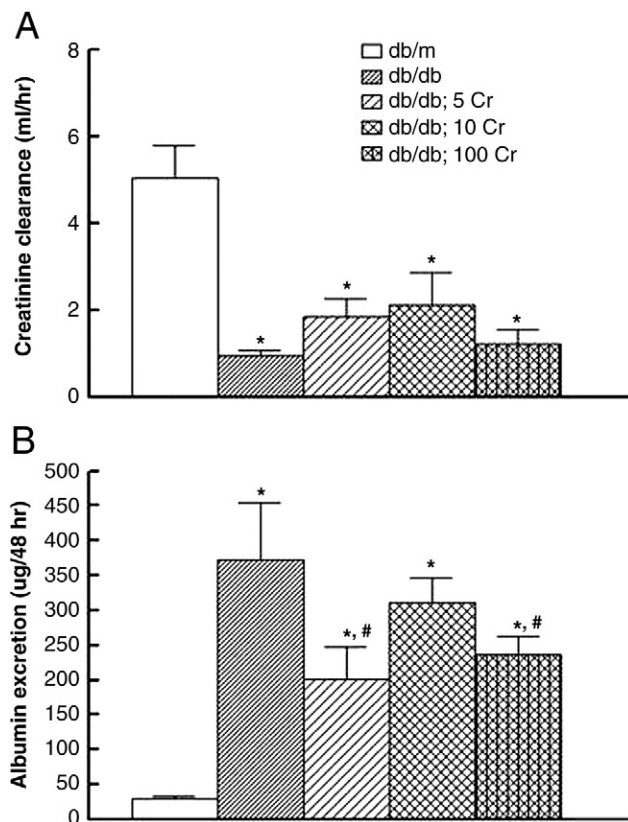 A
Creatinine clearance (ml/hr)
8
6
4
2
0
db/m
db/db
db/db; 5 Cr
db/db; 10 Cr
db/db; 100 Cr
*
*
*
*
B
Albumin excretion (ug/48 hr)
500
450
400
350
300
250
200
150
100
50
0
*
*, #
*
*, #